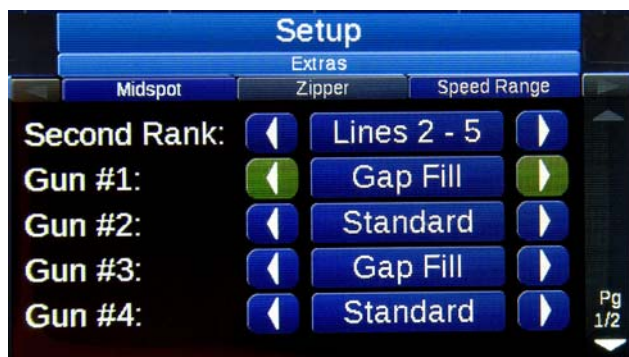 Setup
Extras
Midspot Zipper Speed Range
Second Rank: Lines 2 - 5
Gun #1: Gap Fill
Gun #2: Standard
Gun #3: Gap Fill
Gun #4: Standard
Pg
1/2